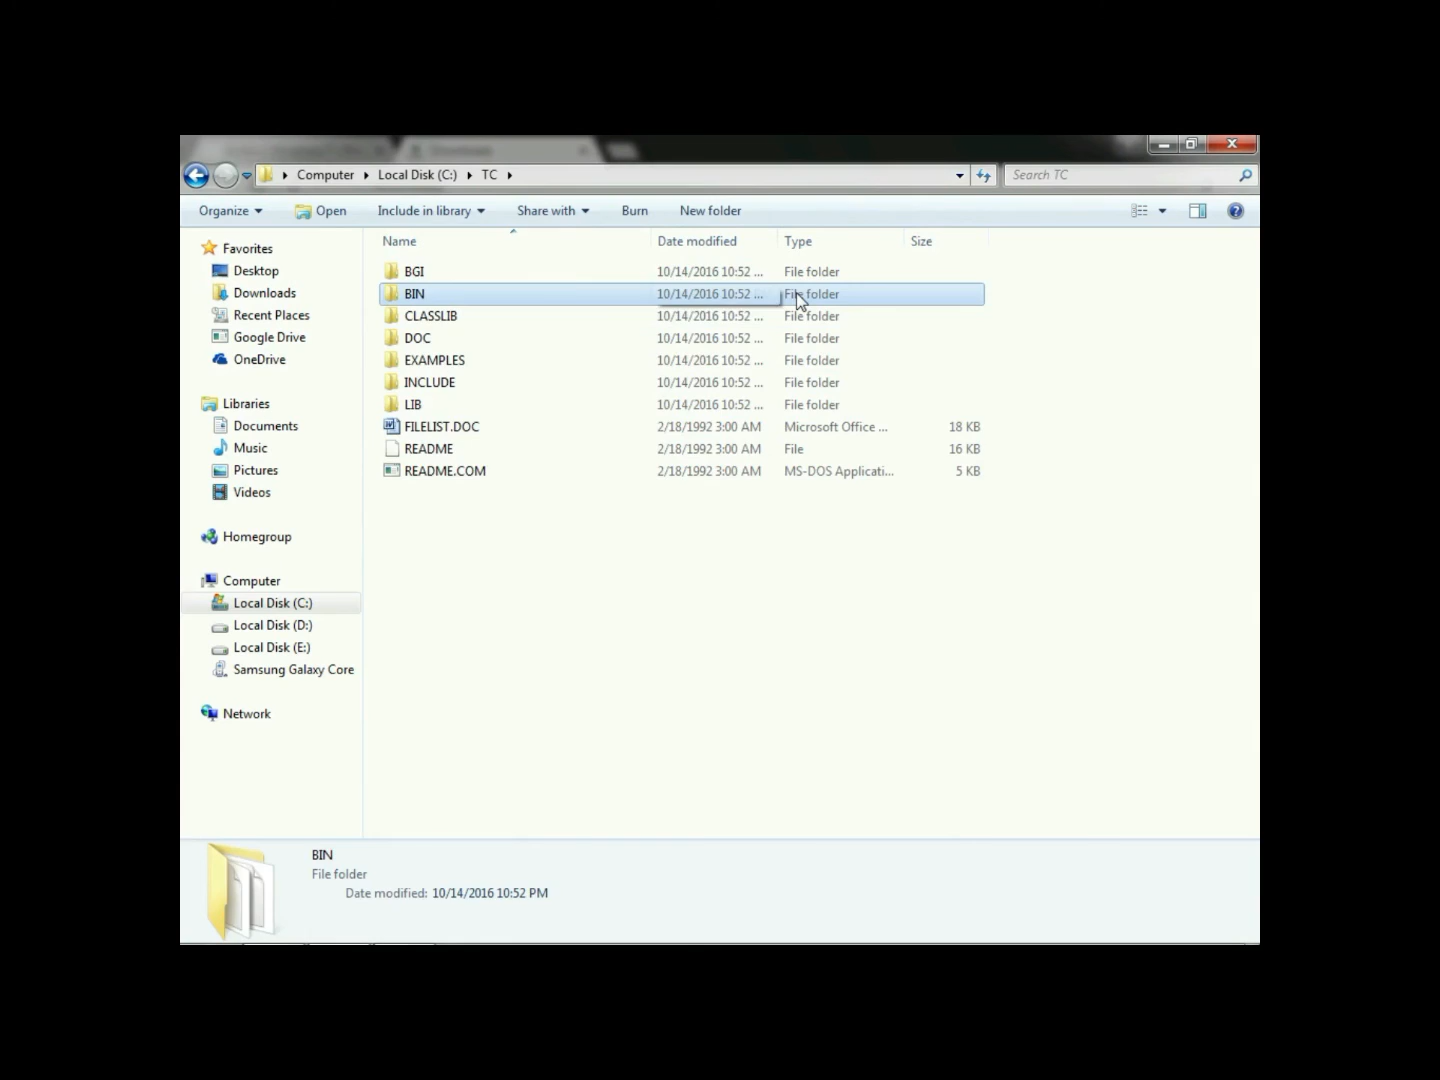 Computer Local Disk (C:) TC Search TC
Organize Open Include in library Share with Burn New folder
Name Date modified Type Size
Favorites
Desktop
Downloads
Recent Places
Google Drive
OneDrive
Libraries
Documents
Music
Pictures
Videos
Homegroup
Computer
Local Disk (C:)
Local Disk (D:)
Local Disk (E:)
Samsung Galaxy Core
Network
BGI 10/14/2016 10:52 ... File folder
BIN 10/14/2016 10:52 ... File folder
CLASSLIB 10/14/2016 10:52 ... File folder
DOC 10/14/2016 10:52 ... File folder
EXAMPLES 10/14/2016 10:52 ... File folder
INCLUDE 10/14/2016 10:52 ... File folder
LIB 10/14/2016 10:52 ... File folder
FILELIST.DOC 2/18/1992 3:00 AM Microsoft Office ... 18 KB
README 2/18/1992 3:00 AM File 16 KB
README.COM 2/18/1992 3:00 AM MS-DOS Applicati... 5 KB
BIN
File folder
Date modified: 10/14/2016 10:52 PM